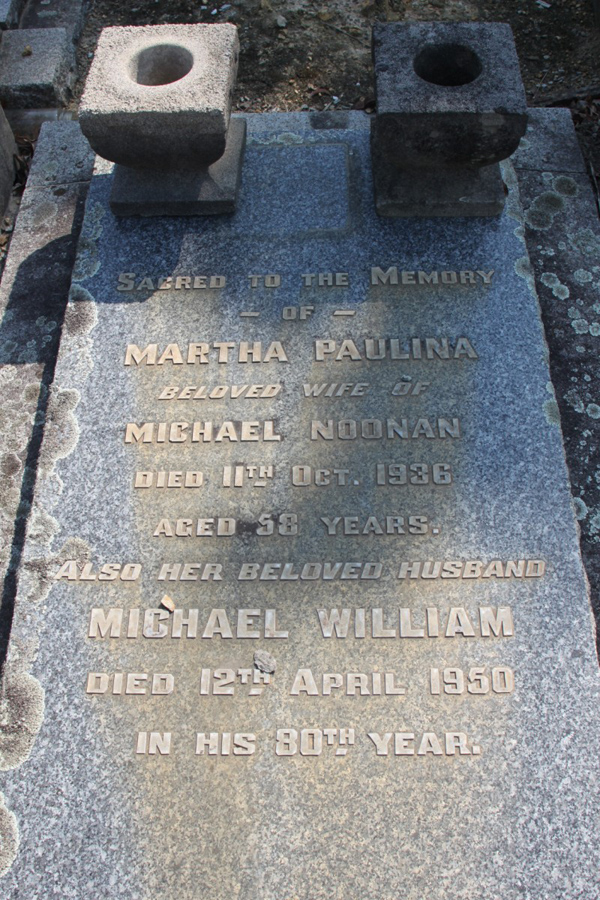 SACRED TO THE MEMORY
– OF –
MARTHA PAULINA
BELOVED WIFE OF
MICHAEL NOONAN
DIED 11TH OCT. 1936
AGED 58 YEARS.
ALSO HER BELOVED HUSBAND
MICHAEL WILLIAM
DIED 12TH APRIL 1950
IN HIS 80TH YEAR.